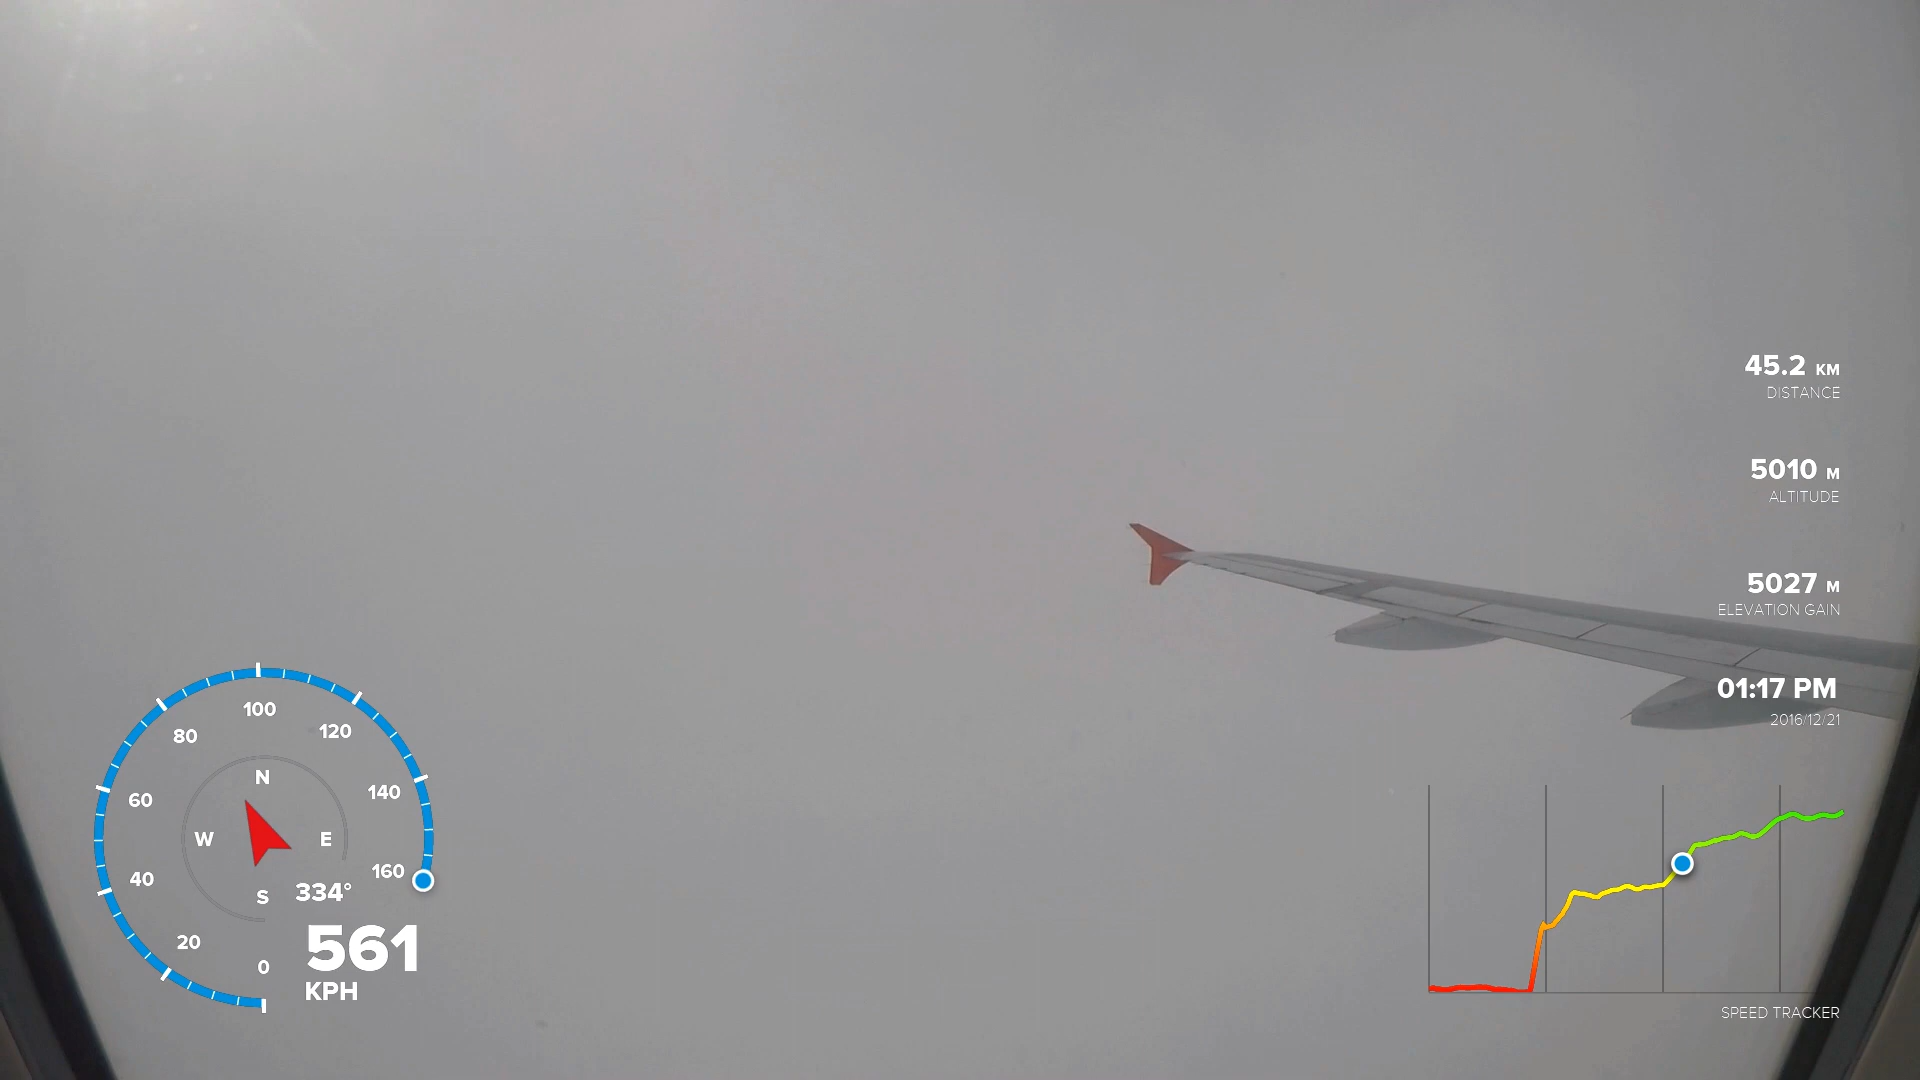 45.2 KM
DISTANCE
5010 M
ALTITUDE
5027 M
ELEVATION GAIN
01:17 PM
2016/12/21
100
80
120
60
140
40
160
20
0
N
W
E
S
334°
561
KPH
SPEED TRACKER